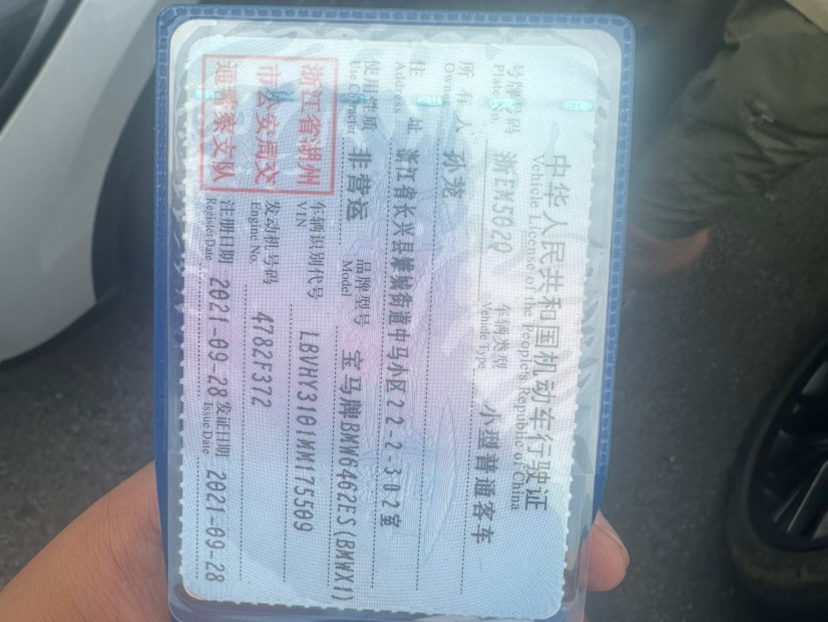 中华人民共和国机动车行驶证
Vehicle License of the People's Republic of China
号牌号码 浙EM502Q 车辆类型 小型普通客车
Plate No. Vehicle Type
所有人 孙龙
Owner
住址 浙江省长兴县雉城街道中马小区22-2-302室
Address
使用性质 非营运 品牌型号 宝马牌BMW6462ES(BMWX1)
Use Character Model
浙江省湖州
市公安局交
通警察支队
车辆识别代号 LBVHY3101MM175509
VIN
发动机号码 4782F372
Engine No.
注册日期 2021-09-28 发证日期 2021-09-28
Register Date Issue Date